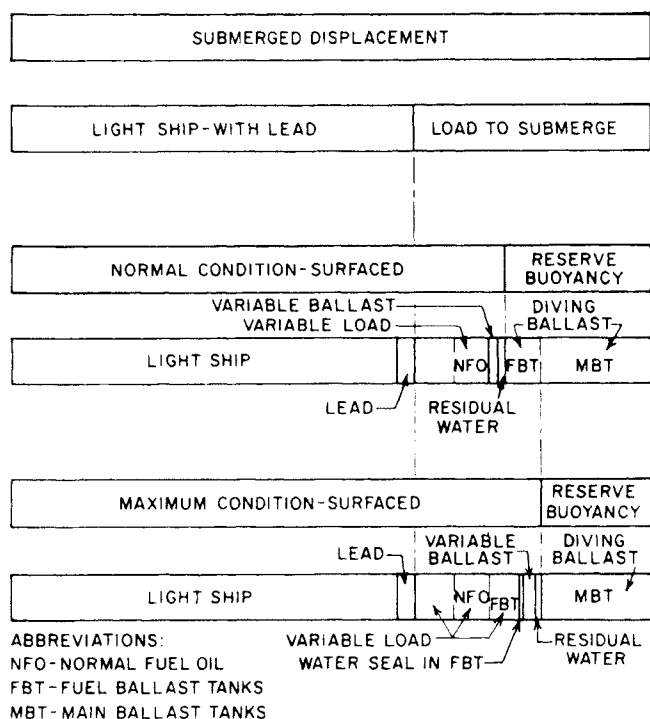 SUBMERGED DISPLACEMENT
LIGHT SHIP-WITH LEAD
LOAD TO SUBMERGE
NORMAL CONDITION-SURFACED
RESERVE
BUOYANCY
VARIABLE BALLAST
VARIABLE LOAD
DIVING
BALLAST
LIGHT SHIP
NFO
FBT
MBT
LEAD
RESIDUAL
WATER
MAXIMUM CONDITION-SURFACED
RESERVE
BUOYANCY
LEAD
VARIABLE
BALLAST
DIVING
BALLAST
LIGHT SHIP
NFO
FBT
MBT
ABBREVIATIONS:
VARIABLE LOAD
WATER SEAL IN FBT
RESIDUAL
WATER
NFO-NORMAL FUEL OIL
FBT-FUEL BALLAST TANKS
MBT-MAIN BALLAST TANKS